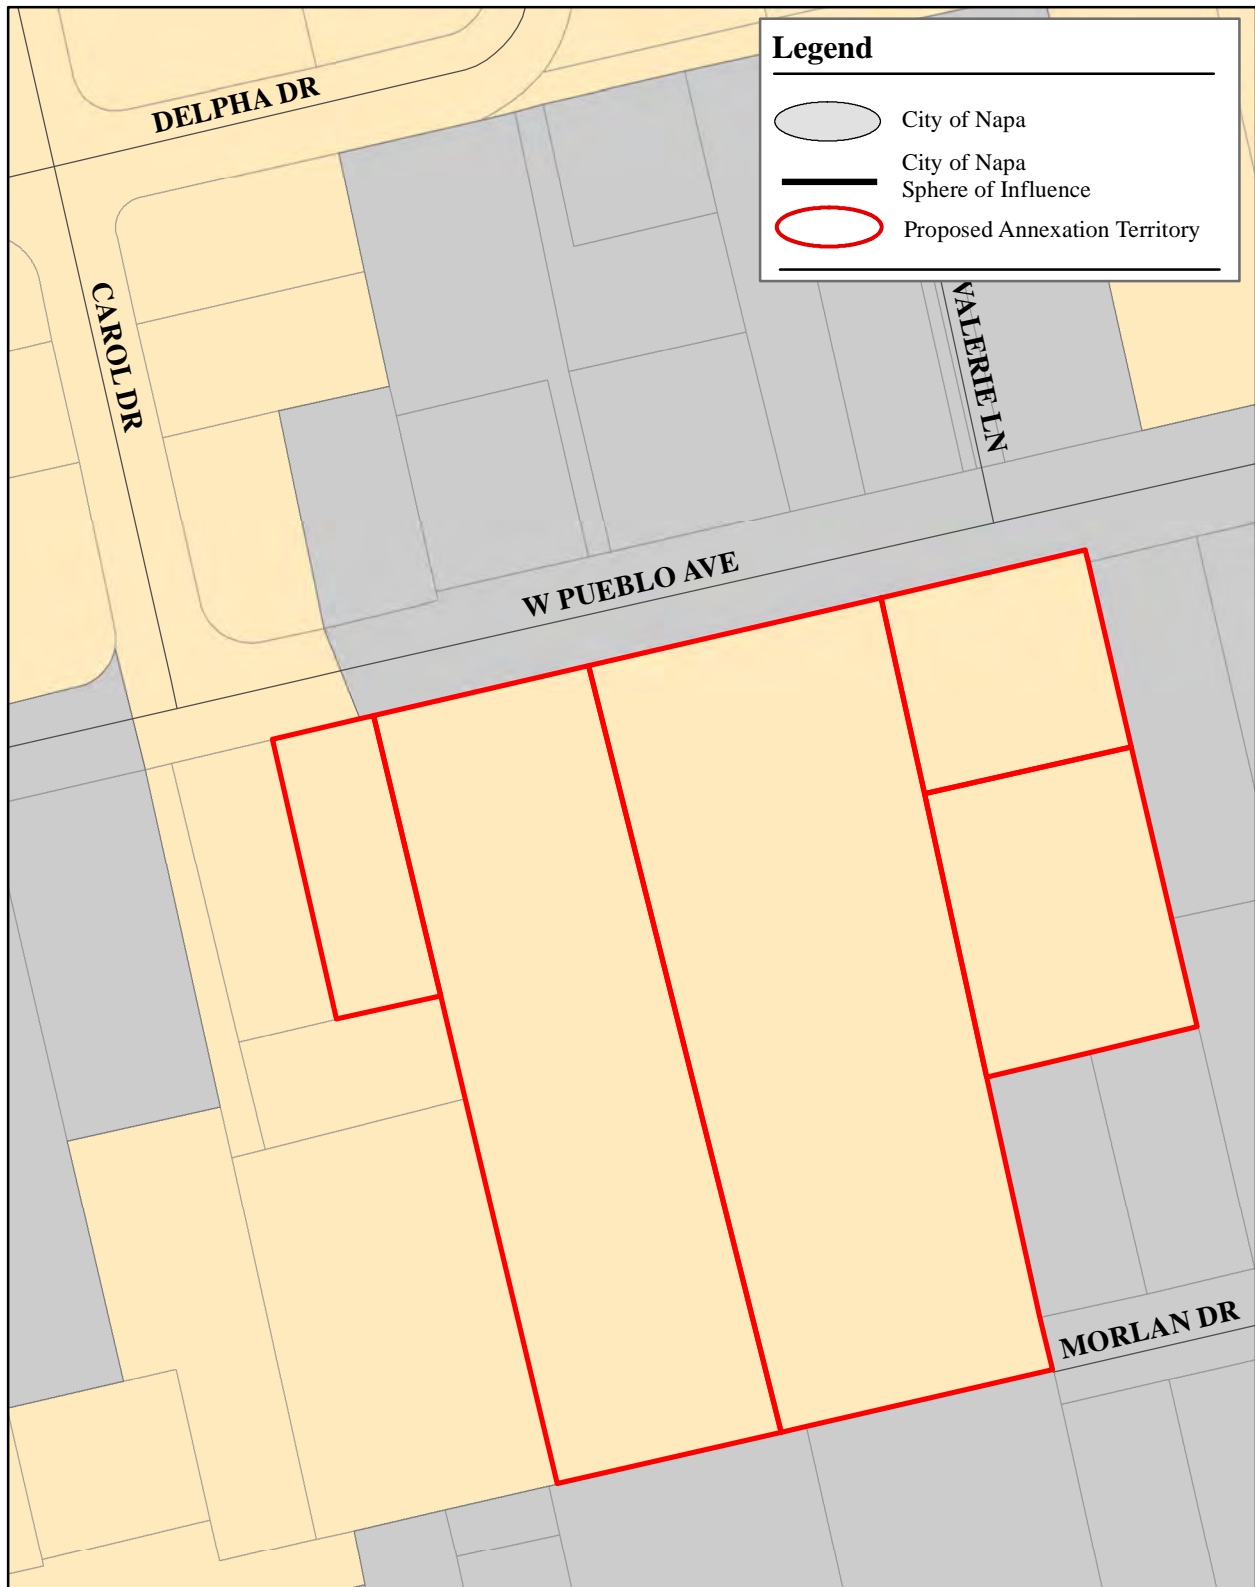 Legend
City of Napa
City of Napa
Sphere of Influence
Proposed Annexation Territory
DELPHA DR
CAROL DR
VALERIE LN
W PUEBLO AVE
MORLAN DR